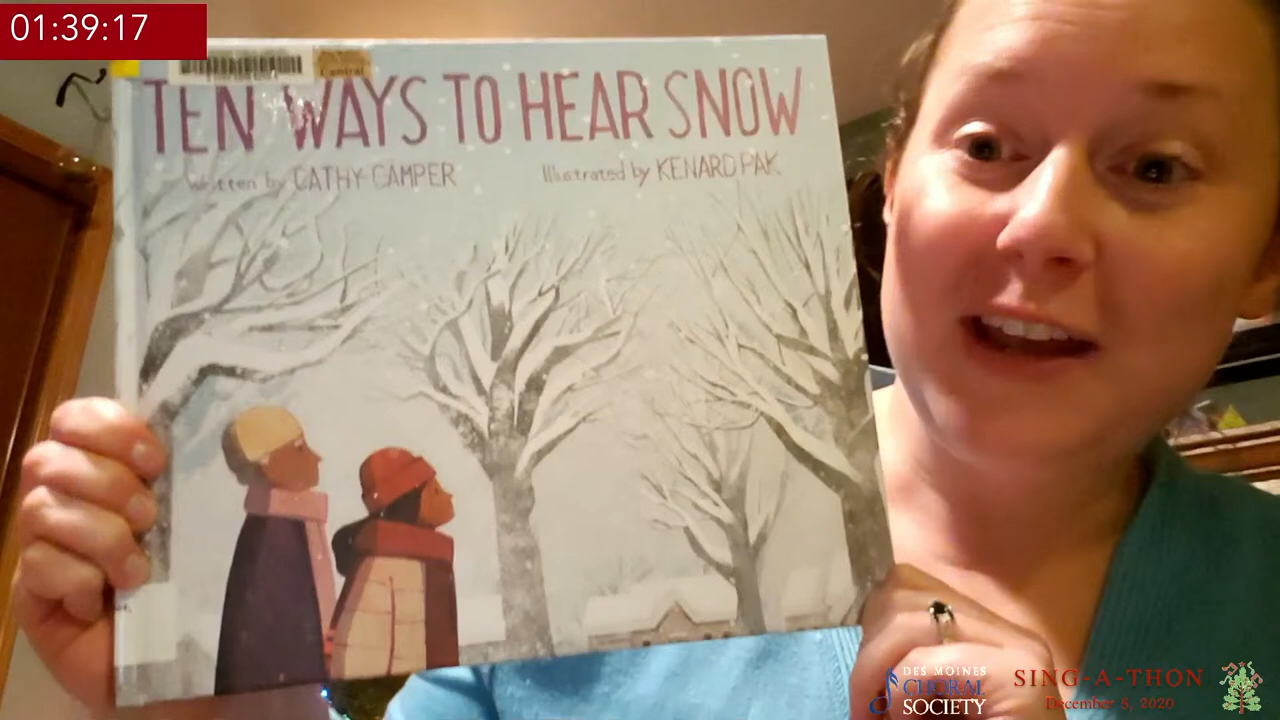 01:39:17
Central
TEN WAYS TO HEAR SNOW
Written by CATHY CAMPER Illustrated by KENARD PAK
DES MOINES
CHORAL
SOCIETY
SING-A-THON
December 5, 2020